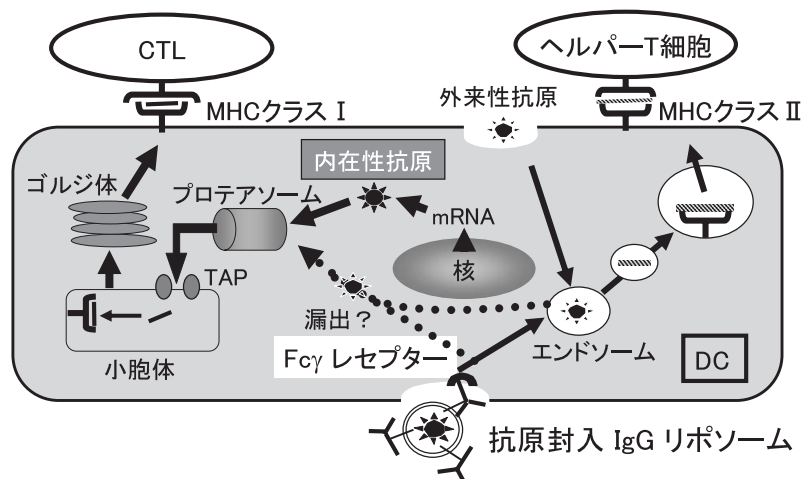 CTL
ヘルパーT細胞
MHCクラスⅠ
外来性抗原
MHCクラスⅡ
内在性抗原
ゴルジ体
プロテアソーム
mRNA
核
TAP
漏出?
小胞体
Fcγ レセプター
エンドソーム
DC
抗原封入 IgG リポソーム